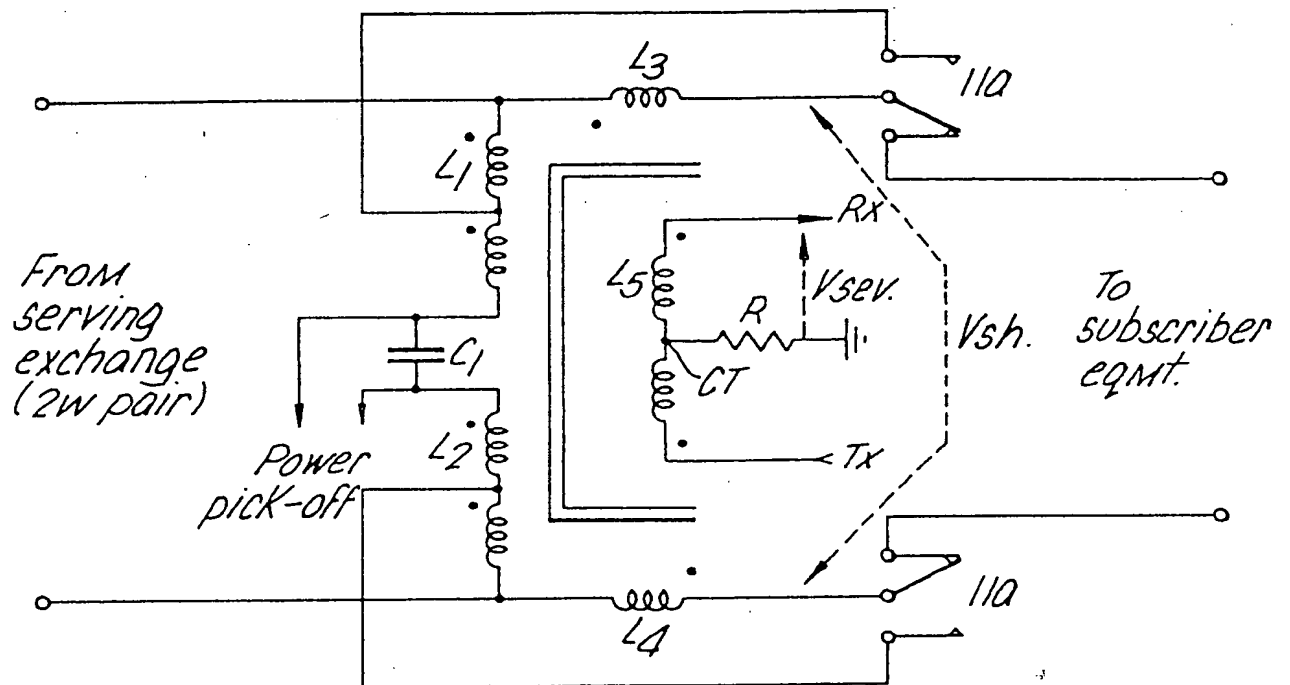 L3
11a
L1
Rx
From
serving
exchange
(2w pair)
L5
Vsev.
R
To
subscriber
eqmt.
Vsh.
C1
CT
L2
Tx
Power
pick-off
11a
L4